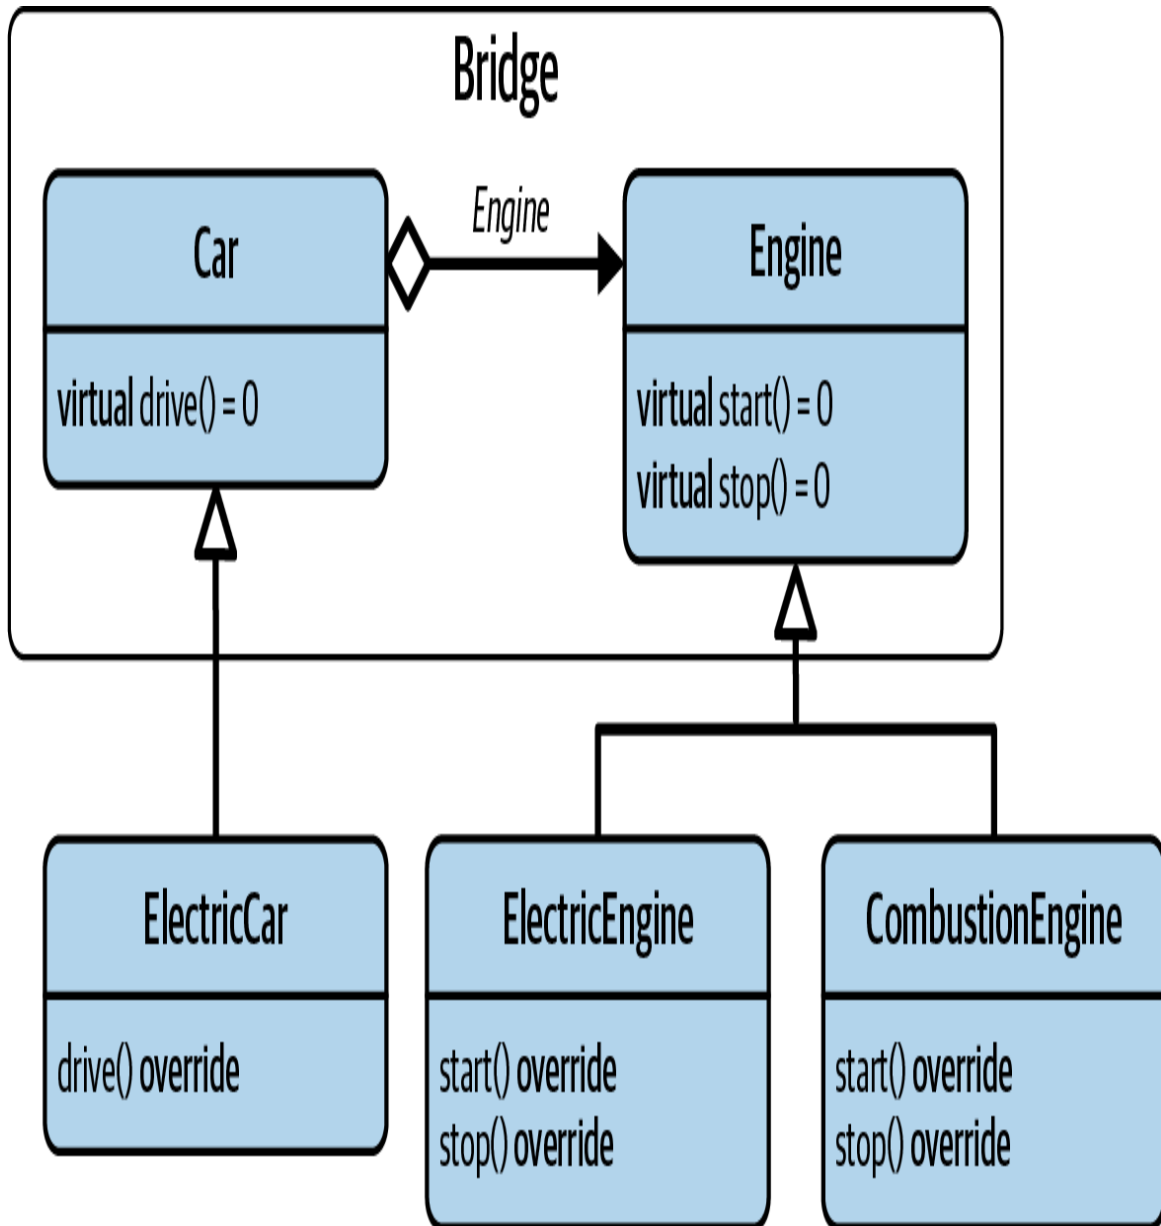 Bridge
Car
Engine
Engine
virtual drive() = 0
virtual start() = 0
virtual stop() = 0
ElectricCar
ElectricEngine
CombustionEngine
drive() override
start() override
stop() override
start() override
stop() override